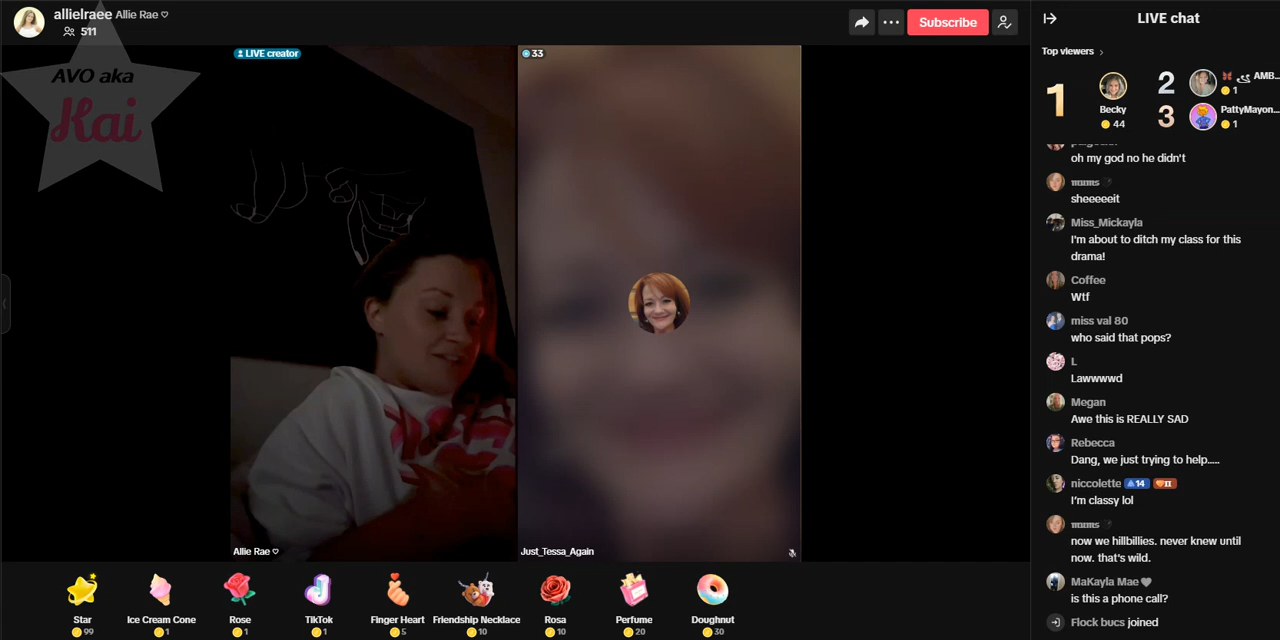 allielraee Allie Rae ♡
511
Subscribe
AVO aka
Kai
LIVE creator
33
Allie Rae ♡
Just_Tessa_Again
Star
99
Ice Cream Cone
1
Rose
1
TikTok
1
Finger Heart
5
Friendship Necklace
10
Rosa
10
Perfume
20
Doughnut
30
LIVE chat
Top viewers >
1
Becky
44
2
AMB...
1
3
PattyMayon...
1
oh my god no he didn't
sheeeeeit
Miss_Mickayla
I'm about to ditch my class for this
drama!
Coffee
Wtf
miss val 80
who said that pops?
L
Lawwwwd
Megan
Awe this is REALLY SAD
Rebecca
Dang, we just trying to help.....
niccolette 14 II
I'm classy lol
now we hillbillies. never knew until
now. that's wild.
MaKayla Mae
is this a phone call?
Flock bucs joined